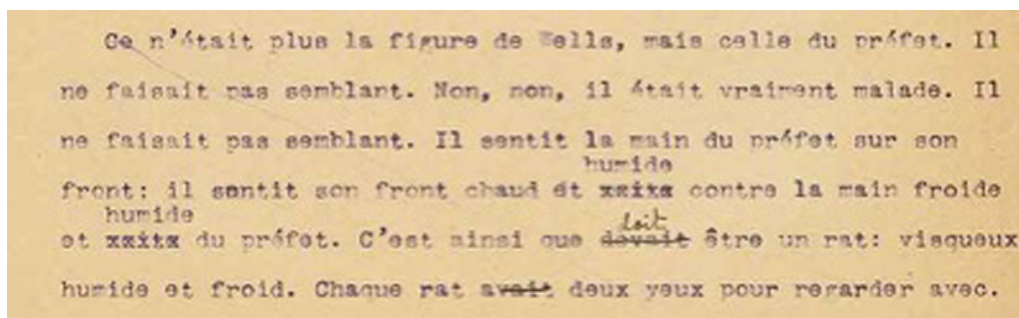 Ce n'était plus la figure de Wells, mais celle du préfet. Il
ne faisait pas semblant. Non, non, il était vraiment malade. Il
ne faisait pas semblant. Il sentit la main du préfet sur son
humide
front: il sentit son front chaud et contre la main froide
humide
et du préfet. C'est ainsi que devait être un rat: visqueux
doit
humide et froid. Chaque rat avait deux yeux pour regarder avec.